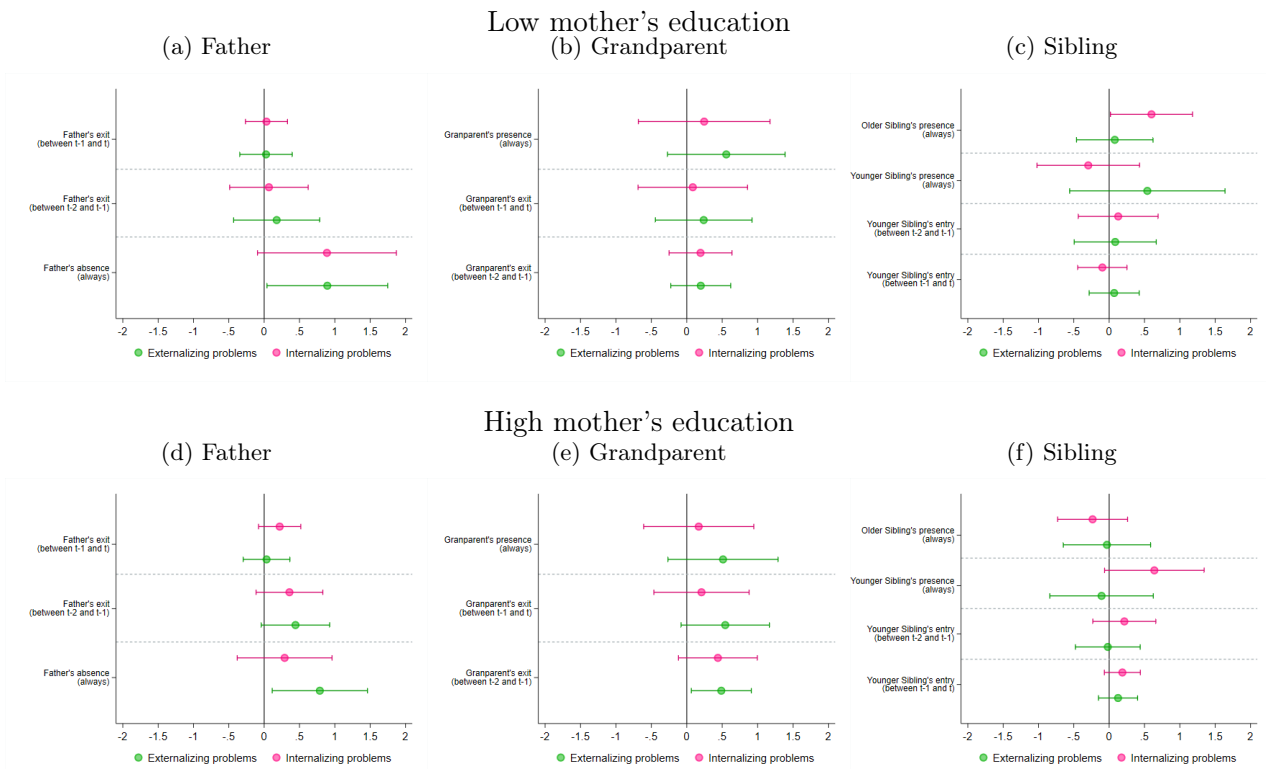 Low mother's education
(a) Father
(b) Grandparent
(c) Sibling
Father's exit
(between t-1 and t)
Father's exit
(between t-2 and t-1)
Father's absence
(always)
-2 -1.5 -1 -.5 0 .5 1 1.5 2
Externalizing problems Internalizing problems
Granparent's presence
(always)
Granparent's exit
(between t-1 and t)
Granparent's exit
(between t-2 and t-1)
-2 -1.5 -1 -.5 0 .5 1 1.5 2
Externalizing problems Internalizing problems
Older Sibling's presence
(always)
Younger Sibling's presence
(always)
Younger Sibling's entry
(between t-2 and t-1)
Younger Sibling's entry
(between t-1 and t)
-2 -1.5 -1 -.5 0 .5 1 1.5 2
Externalizing problems Internalizing problems
High mother's education
(d) Father
(e) Grandparent
(f) Sibling
Father's exit
(between t-1 and t)
Father's exit
(between t-2 and t-1)
Father's absence
(always)
-2 -1.5 -1 -.5 0 .5 1 1.5 2
Externalizing problems Internalizing problems
Granparent's presence
(always)
Granparent's exit
(between t-1 and t)
Granparent's exit
(between t-2 and t-1)
-2 -1.5 -1 -.5 0 .5 1 1.5 2
Externalizing problems Internalizing problems
Older Sibling's presence
(always)
Younger Sibling's presence
(always)
Younger Sibling's entry
(between t-2 and t-1)
Younger Sibling's entry
(between t-1 and t)
-2 -1.5 -1 -.5 0 .5 1 1.5 2
Externalizing problems Internalizing problems